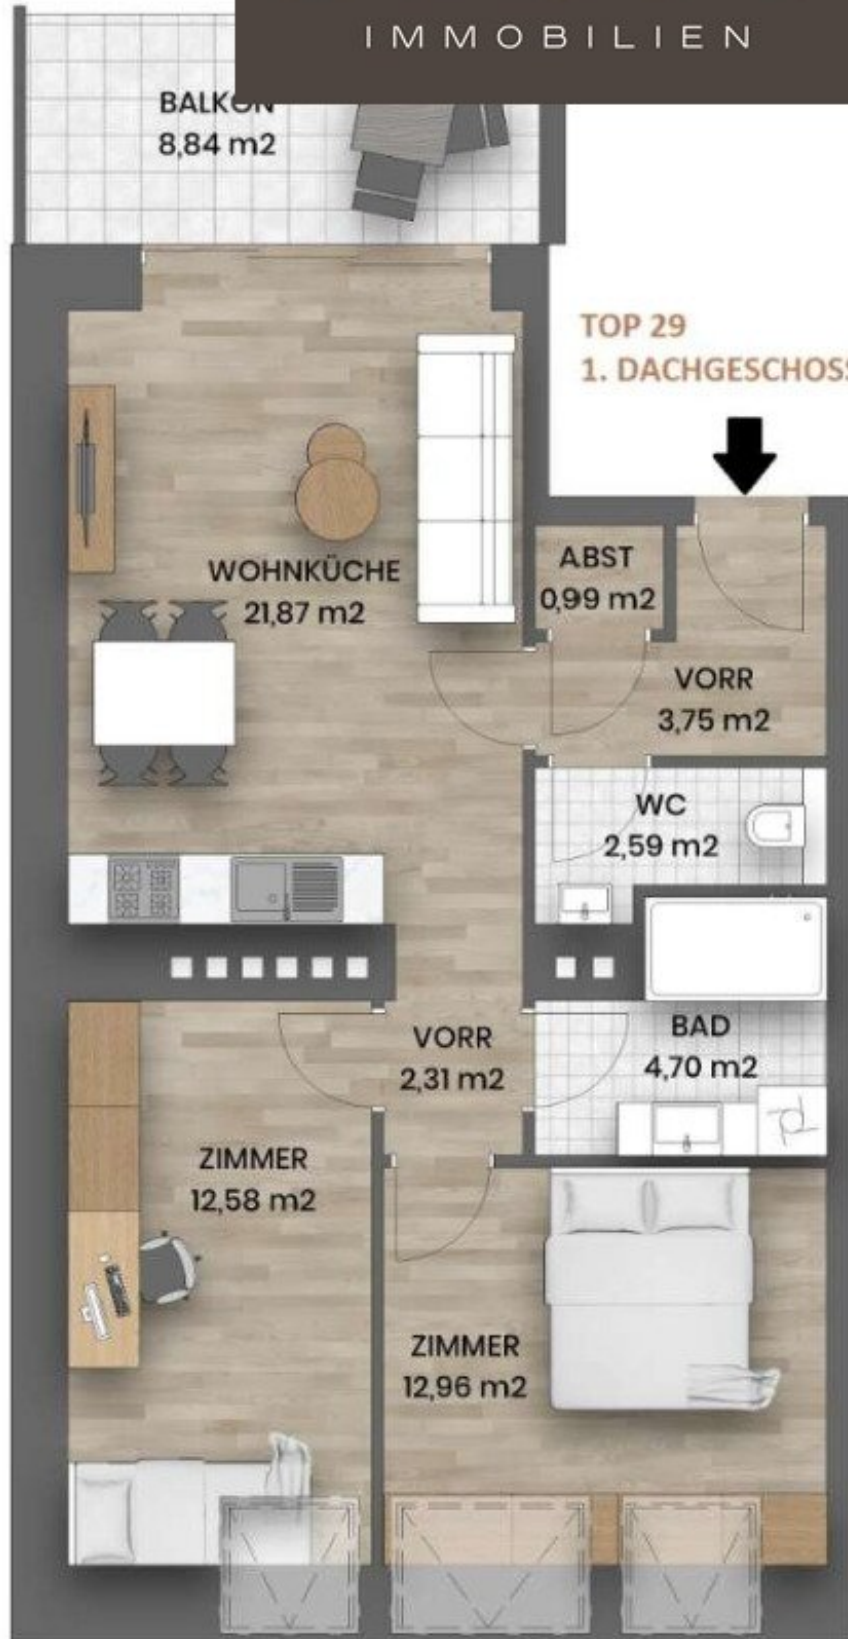 IMMOBILIEN
BALKON
8,84 m2
TOP 29
1. DACHGESCHOSS
WOHNKÜCHE
21,87 m2
ABST
0,99 m2
VORR
3,75 m2
WC
2,59 m2
VORR
2,31 m2
BAD
4,70 m2
ZIMMER
12,58 m2
ZIMMER
12,96 m2